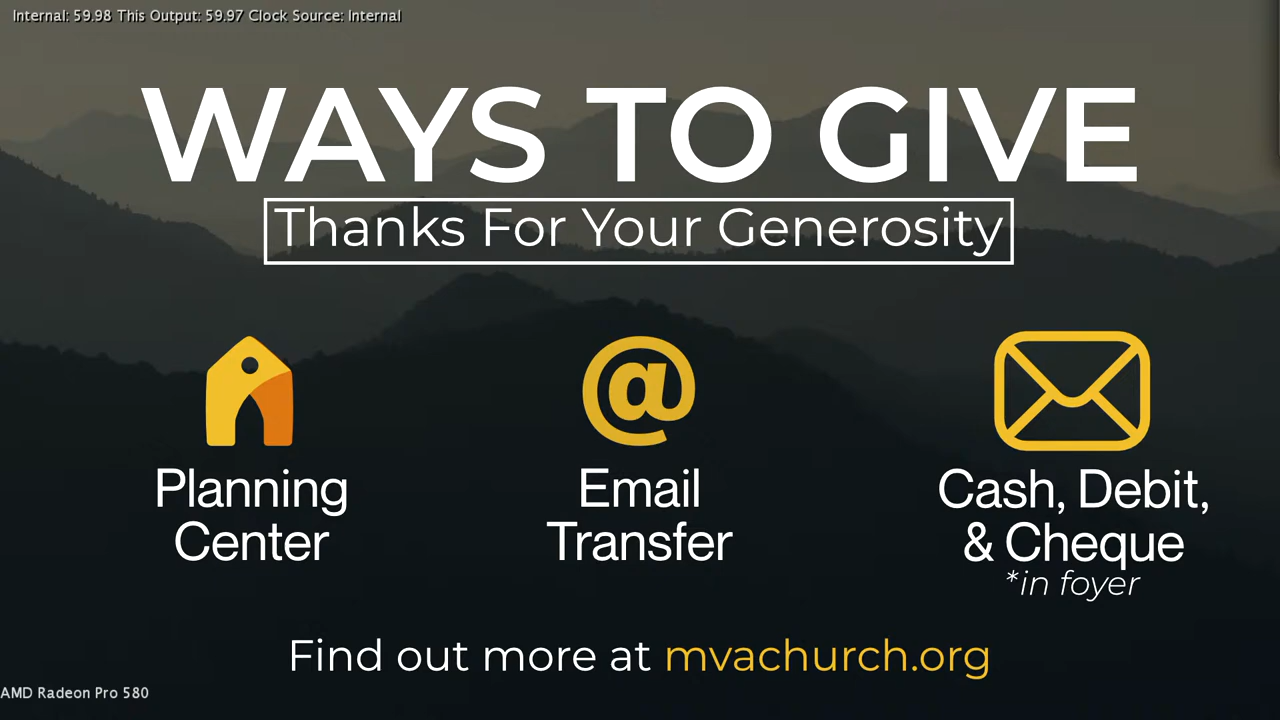 Internal: 59.98 This Output: 59.97 Clock Source: Internal
WAYS TO GIVE
Thanks For Your Generosity
Planning
Center
@
Email
Transfer
Cash, Debit,
& Cheque
*in foyer
Find out more at mvachurch.org
AMD Radeon Pro 580